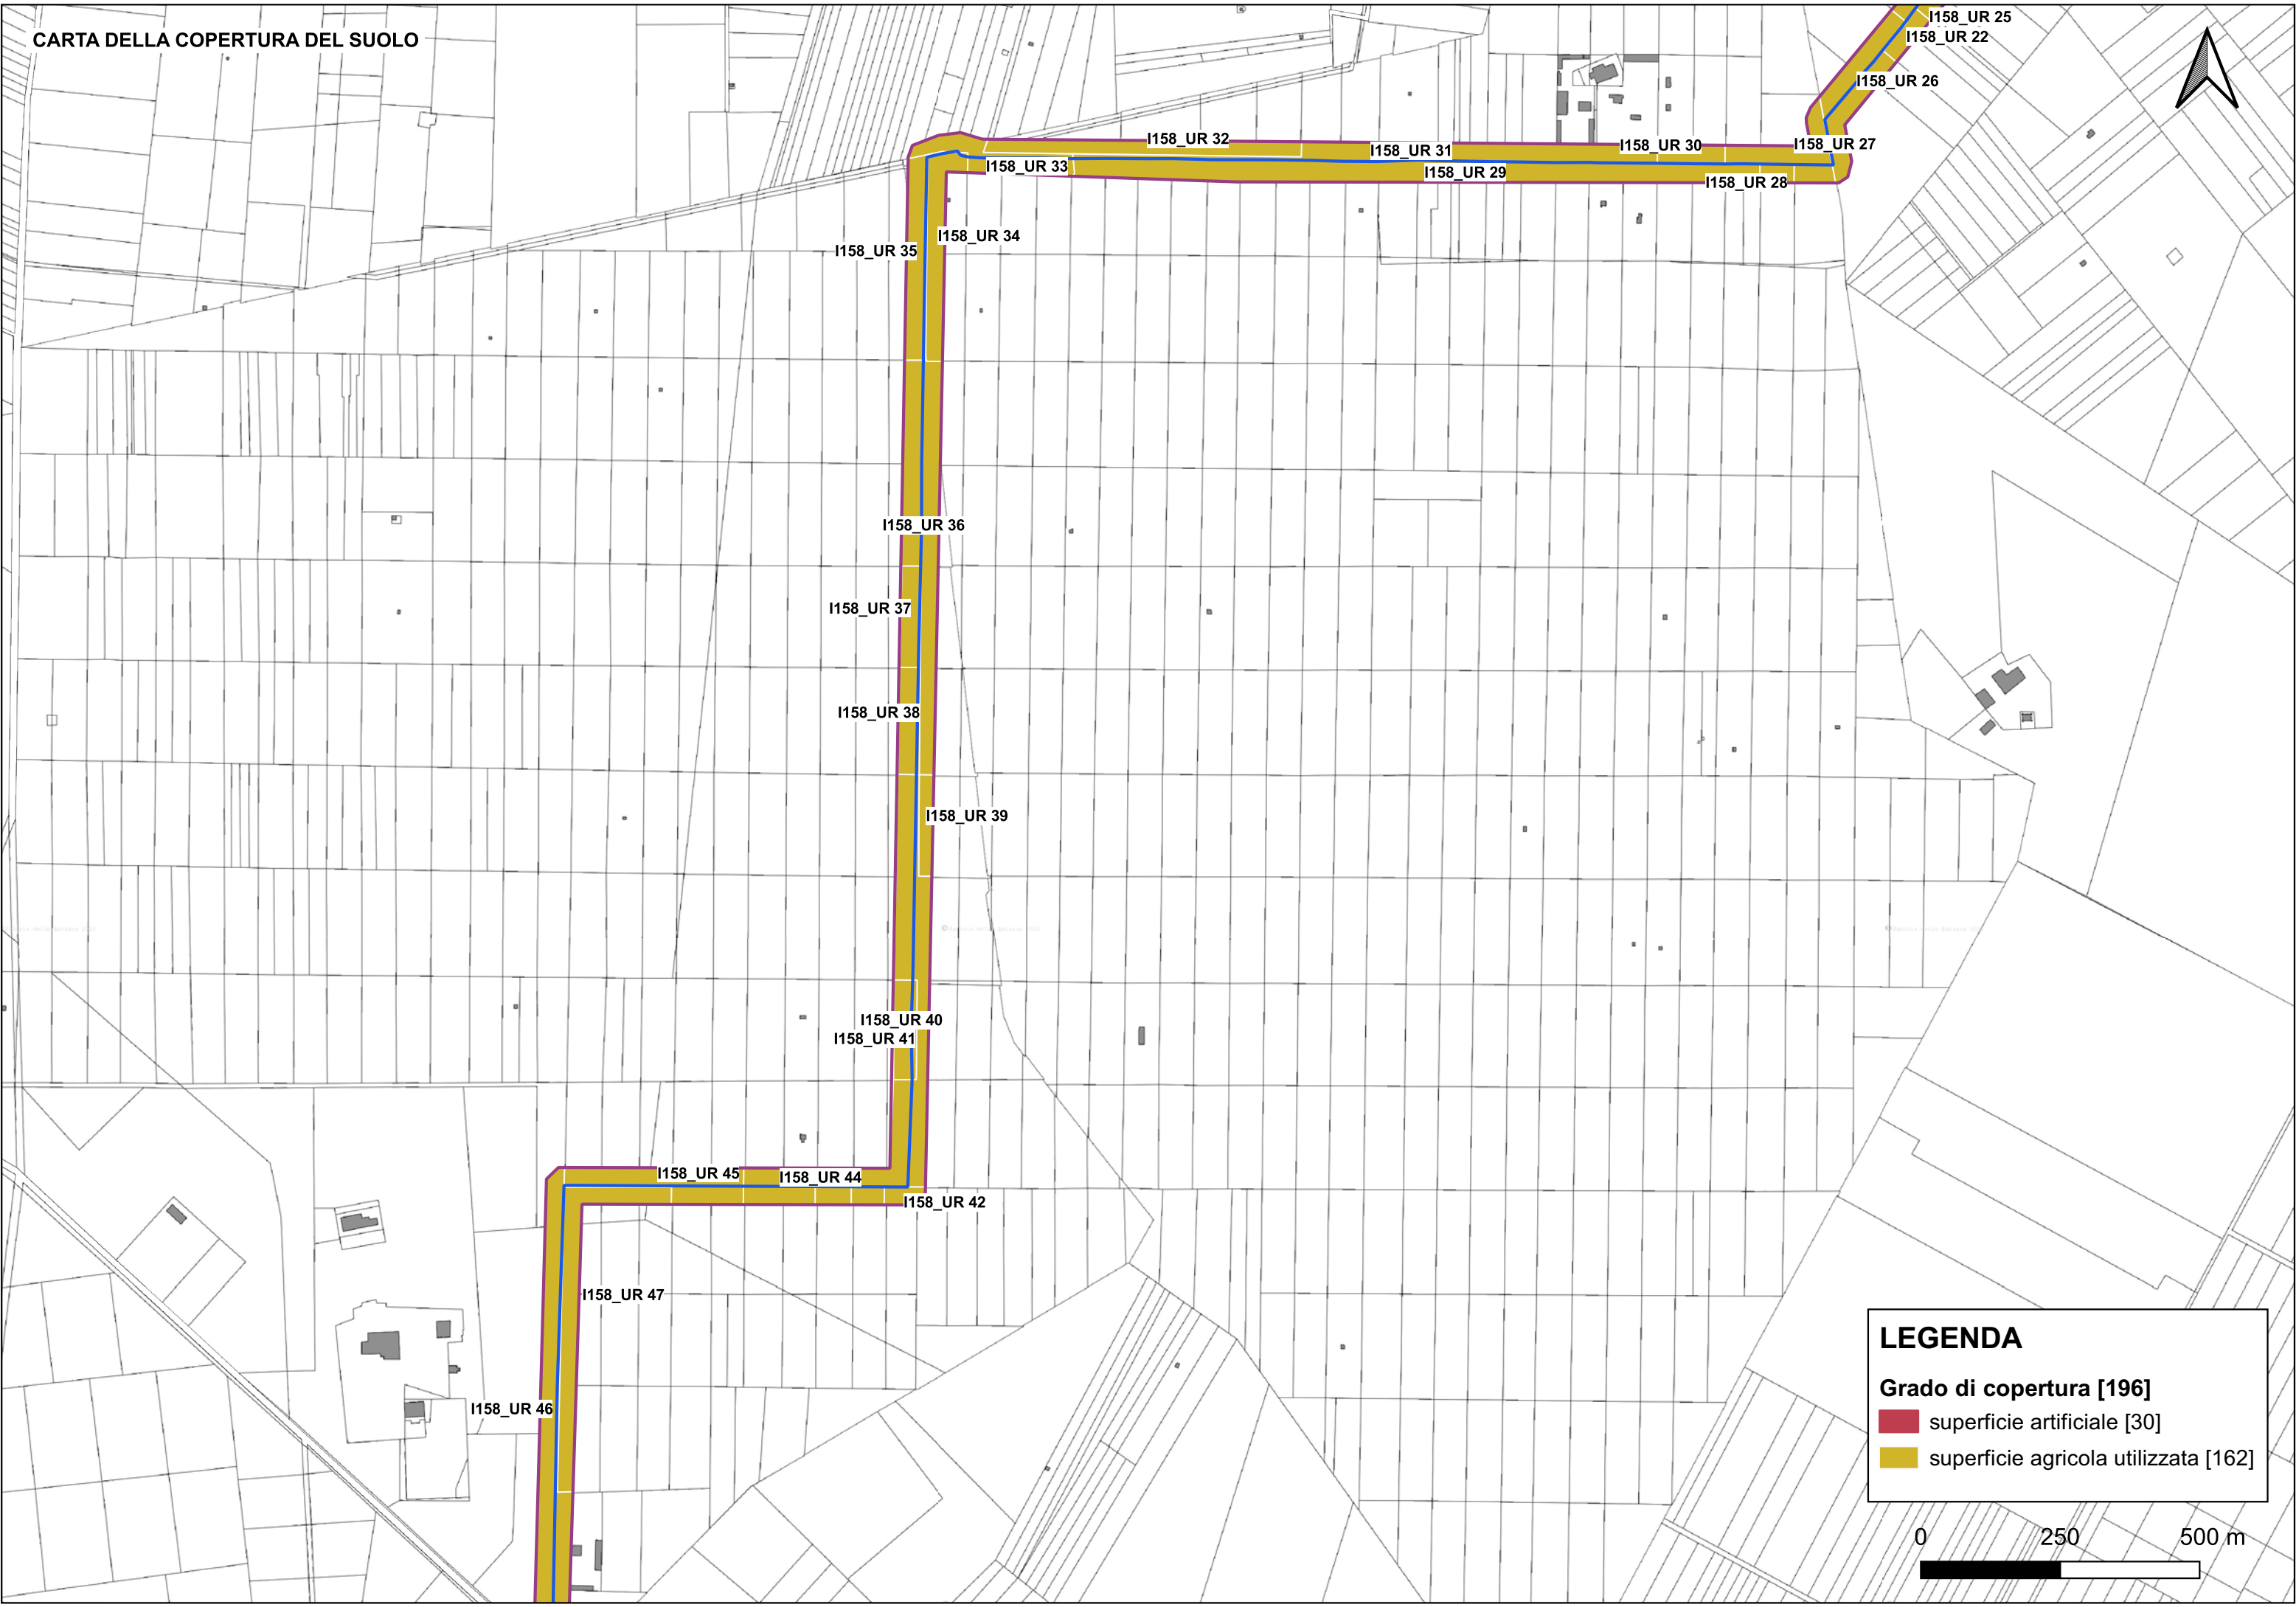 CARTA DELLA COPERTURA DEL SUOLO
I158_UR 25
I158_UR 22
I158_UR 26
I158_UR 27
I158_UR 32
I158_UR 31
I158_UR 30
I158_UR 33
I158_UR 29
I158_UR 28
I158_UR 34
I158_UR 35
I158_UR 36
I158_UR 37
I158_UR 38
I158_UR 39
I158_UR 40
I158_UR 41
I158_UR 45
I158_UR 44
I158_UR 42
I158_UR 47
I158_UR 46
LEGENDA
Grado di copertura [196]
superficie artificiale [30]
superficie agricola utilizzata [162]
0 250 500 m